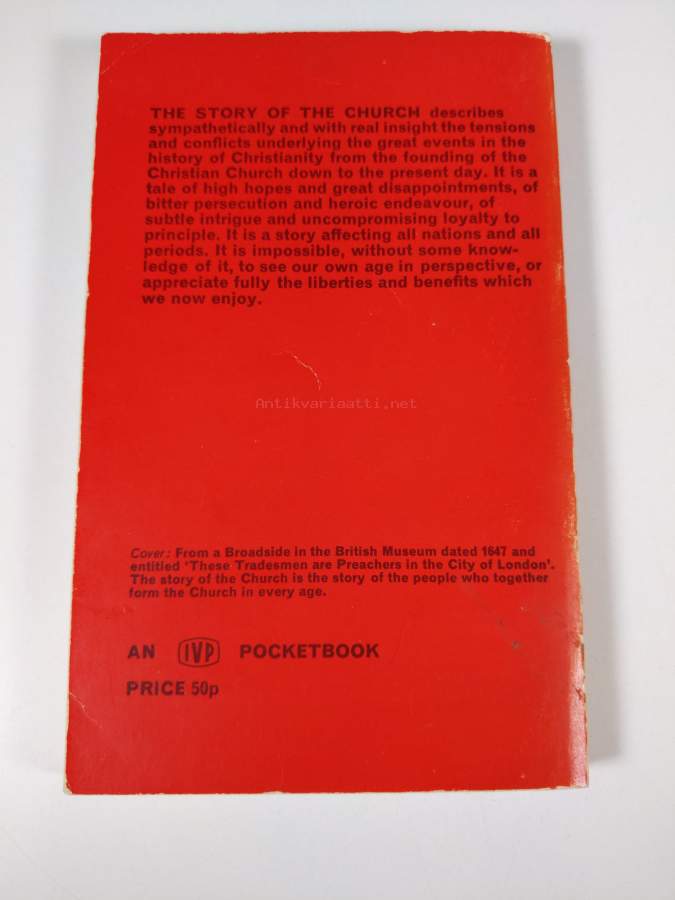 THE STORY OF THE CHURCH describes
sympathetically and with real insight the tensions
and conflicts underlying the great events in the
history of Christianity from the founding of the
Christian Church down to the present day. It is a
tale of high hopes and great disappointments, of
bitter persecution and heroic endeavour, of
subtle intrigue and uncompromising loyalty to
principle. It is a story affecting all nations and all
periods. It is impossible, without some know-
ledge of it, to see our own age in perspective, or
appreciate fully the liberties and benefits which
we now enjoy.
Antikvariaatti.net
Cover: From a Broadside in the British Museum dated 1647 and
entitled 'These Tradesmen are Preachers in the City of London'.
The story of the Church is the story of the people who together
form the Church in every age.
AN IVP POCKETBOOK
PRICE 50p